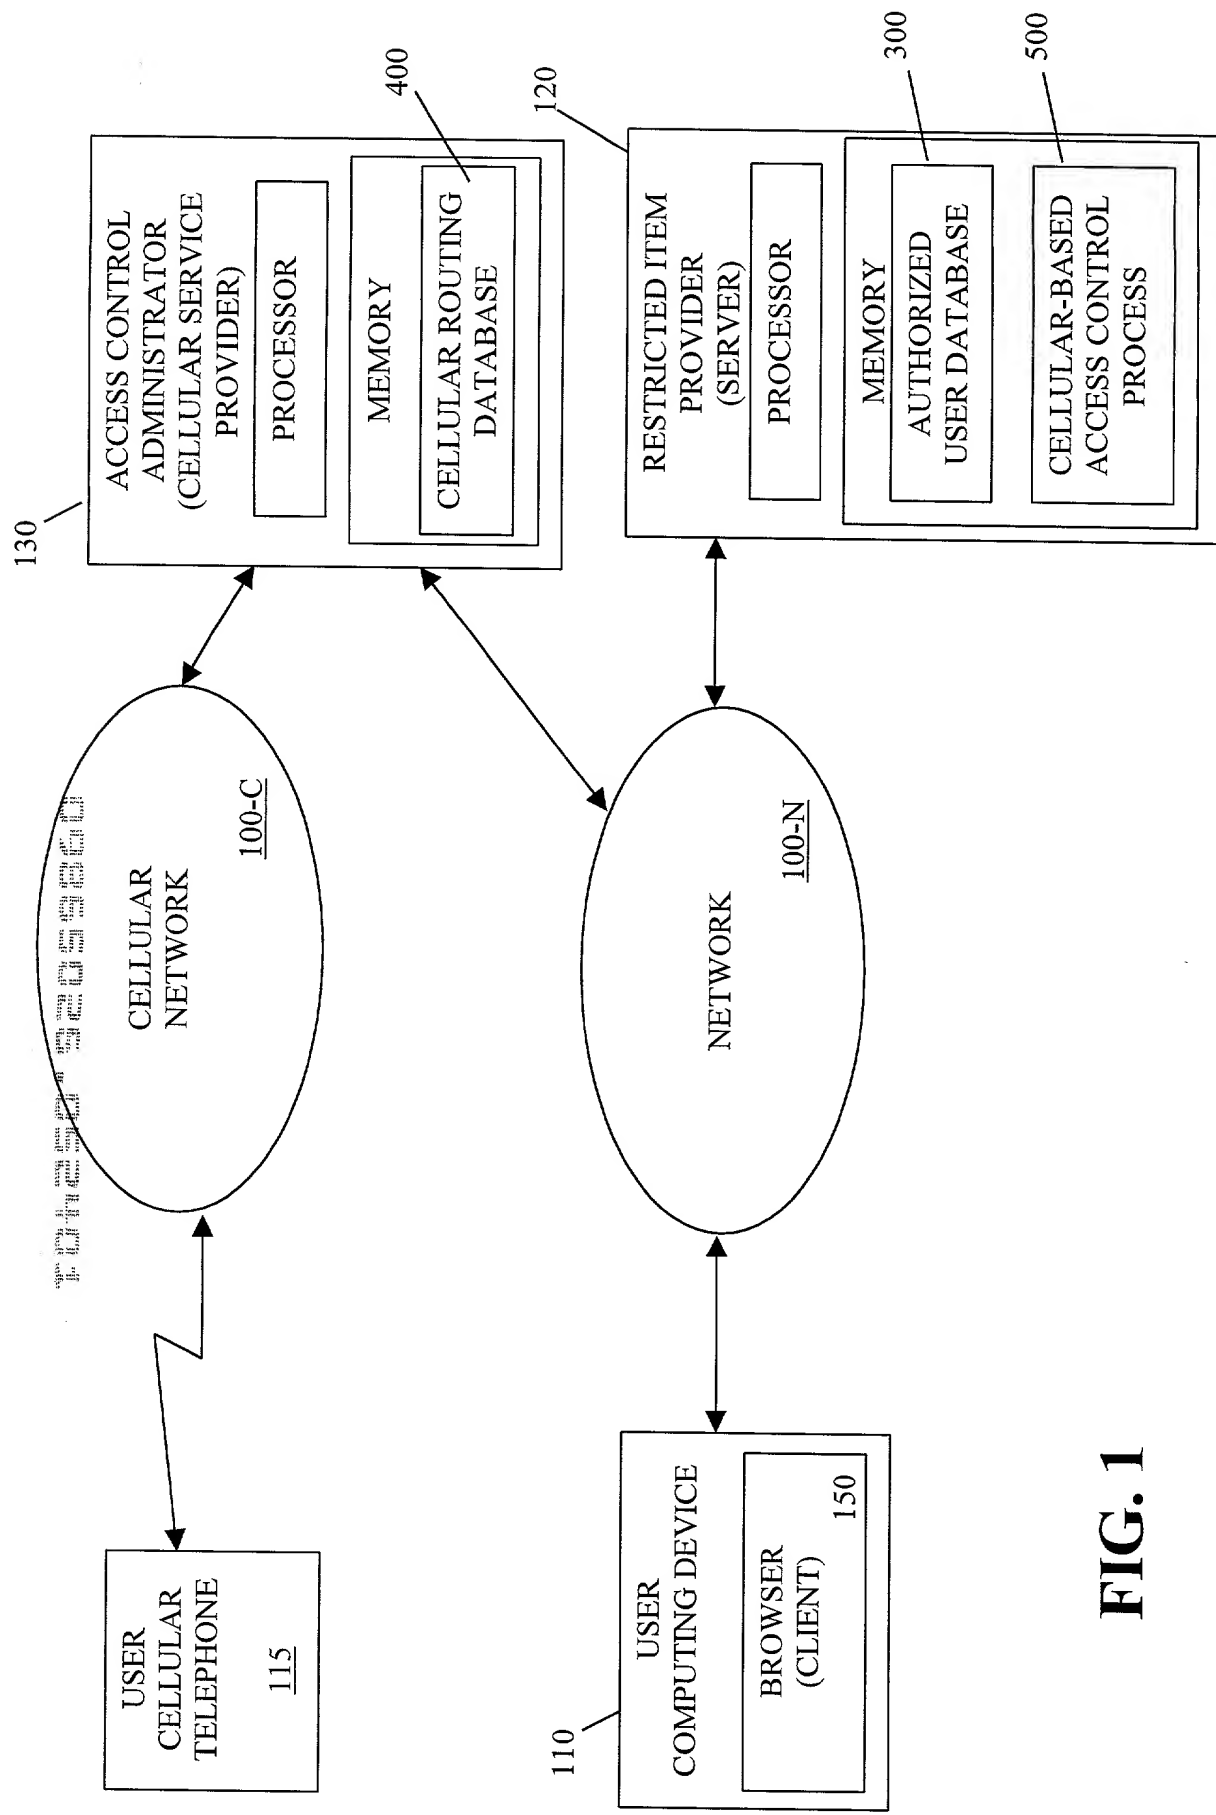 USER
CELLULAR
TELEPHONE
115
CELLULAR
NETWORK
100-C
130
ACCESS CONTROL
ADMINISTRATOR
(CELLULAR SERVICE
PROVIDER)
PROCESSOR
MEMORY
CELLULAR ROUTING
DATABASE
400
110
USER
COMPUTING DEVICE
BROWSER
(CLIENT)
150
NETWORK
100-N
120
RESTRICTED ITEM
PROVIDER
(SERVER)
PROCESSOR
MEMORY
AUTHORIZED
USER DATABASE
300
CELLULAR-BASED
ACCESS CONTROL
PROCESS
500
FIG. 1